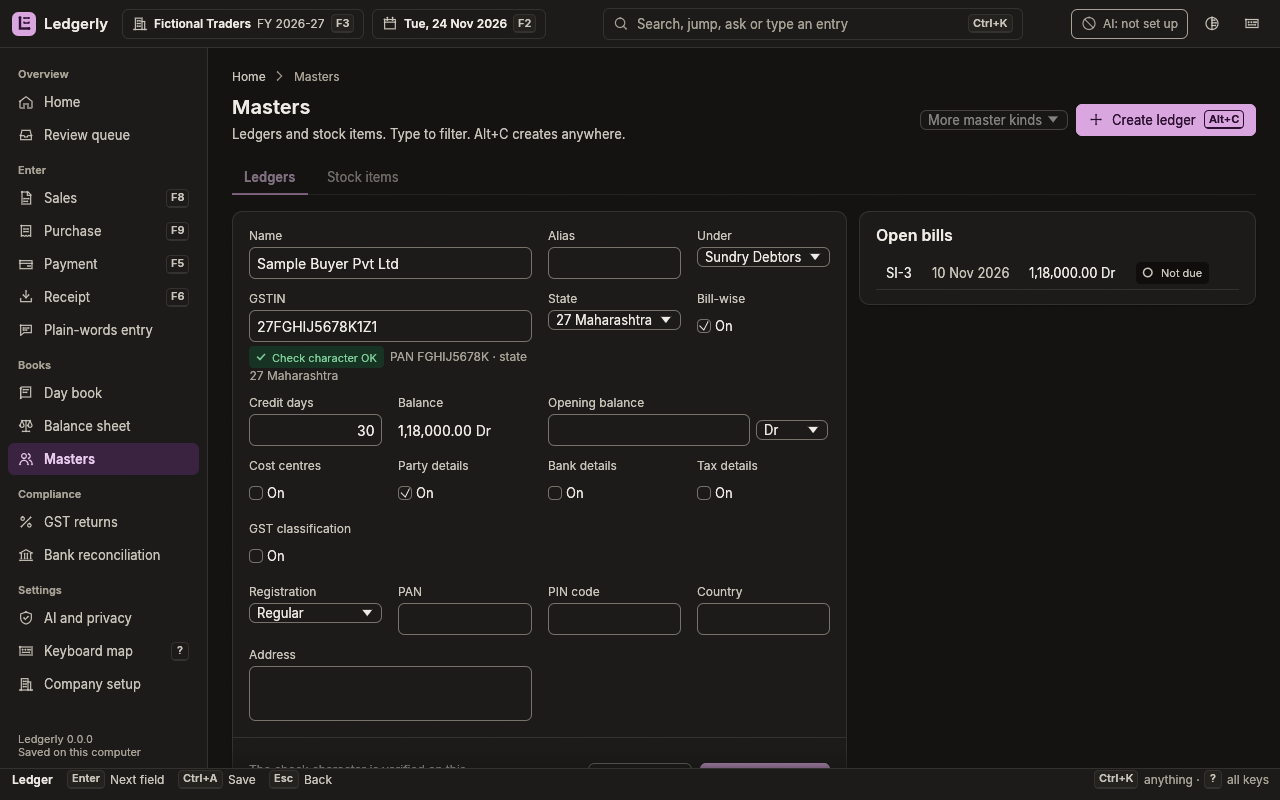 Ledgerly
Fictional Traders FY 2026-27 F3
Tue, 24 Nov 2026 F2
Search, jump, ask or type an entry Ctrl+K
AI: not set up
Overview
Home
Review queue
Enter
Sales F8
Purchase F9
Payment F5
Receipt F6
Plain-words entry
Books
Day book
Balance sheet
Masters
Compliance
GST returns
Bank reconciliation
Settings
AI and privacy
Keyboard map ?
Company setup
Ledgerly 0.0.0
Saved on this computer
Home Masters
Masters
Ledgers and stock items. Type to filter. Alt+C creates anywhere.
More master kinds
Create ledger Alt+C
Ledgers Stock items
Name Alias Under
Sample Buyer Pvt Ltd Sundry Debtors
GSTIN State Bill-wise
27FGHIJ5678K1Z1 27 Maharashtra On
Check character OK PAN FGHIJ5678K · state
27 Maharashtra
Credit days Balance Opening balance
30 1,18,000.00 Dr Dr
Cost centres Party details Bank details Tax details
On On On On
GST classification
On
Registration PAN PIN code Country
Regular
Address
Open bills
SI-3 10 Nov 2026 1,18,000.00 Dr Not due
Ledger Enter Next field Ctrl+A Save Esc Back
Ctrl+K anything · ? all keys